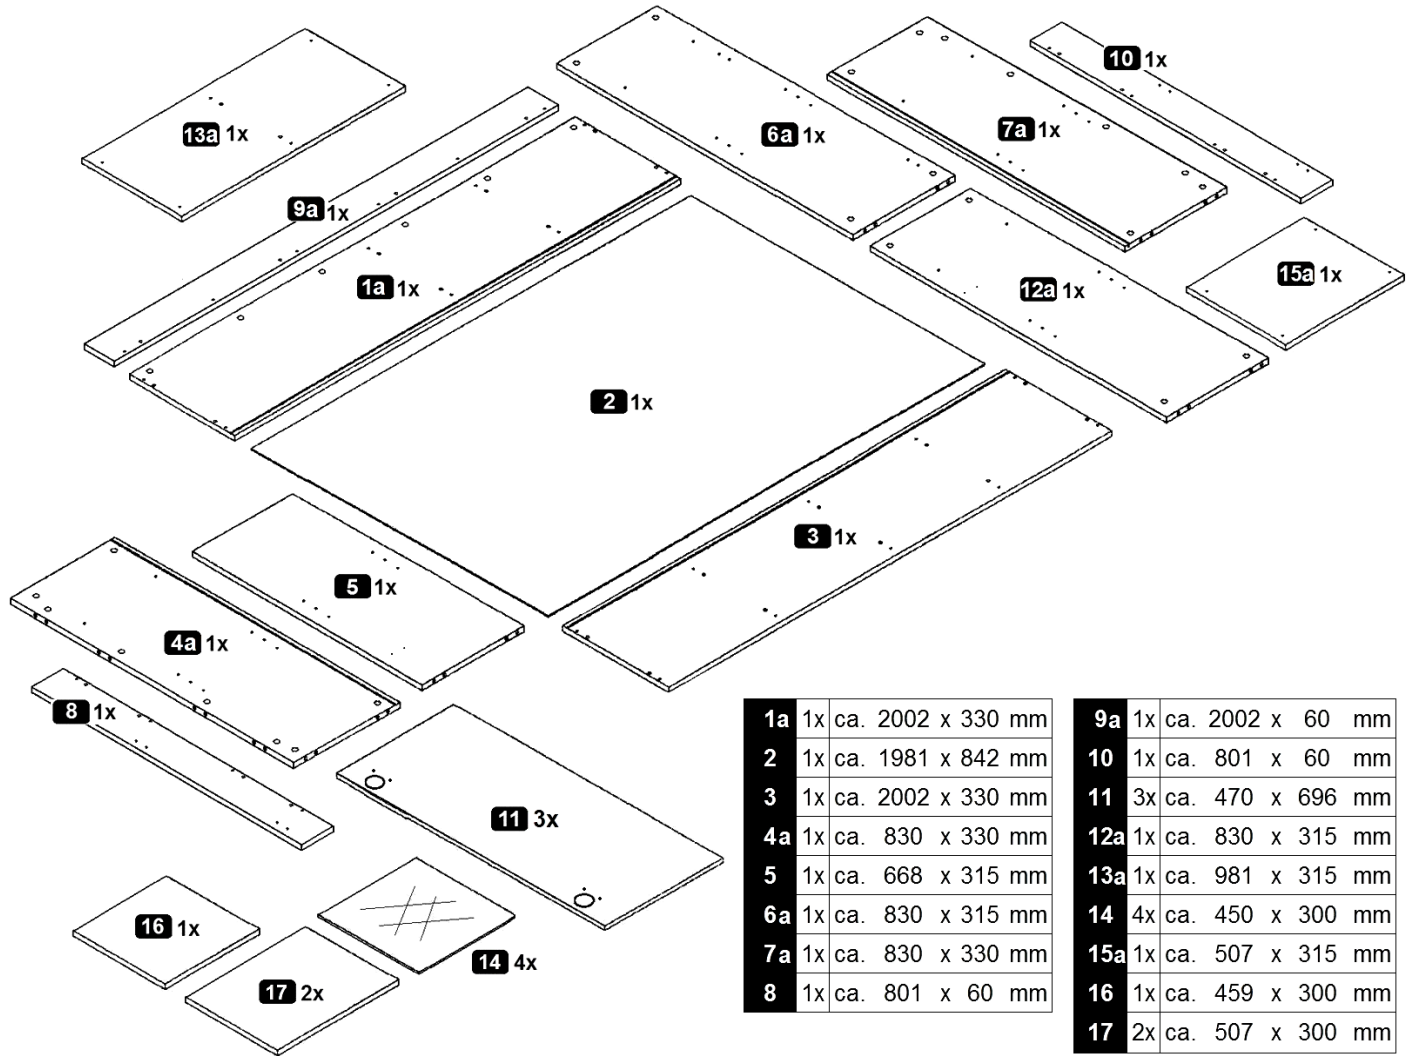 13a 1x
6a 1x
7a 1x
10 1x
9a 1x
1a 1x
12a 1x
15a 1x
2 1x
3 1x
5 1x
4a 1x
8 1x
11 3x
16 1x
17 2x
14 4x
1a 1x ca. 2002 x 330 mm
2 1x ca. 1981 x 842 mm
3 1x ca. 2002 x 330 mm
4a 1x ca. 830 x 330 mm
5 1x ca. 668 x 315 mm
6a 1x ca. 830 x 315 mm
7a 1x ca. 830 x 330 mm
8 1x ca. 801 x 60 mm
9a 1x ca. 2002 x 60 mm
10 1x ca. 801 x 60 mm
11 3x ca. 470 x 696 mm
12a 1x ca. 830 x 315 mm
13a 1x ca. 981 x 315 mm
14 4x ca. 450 x 300 mm
15a 1x ca. 507 x 315 mm
16 1x ca. 459 x 300 mm
17 2x ca. 507 x 300 mm